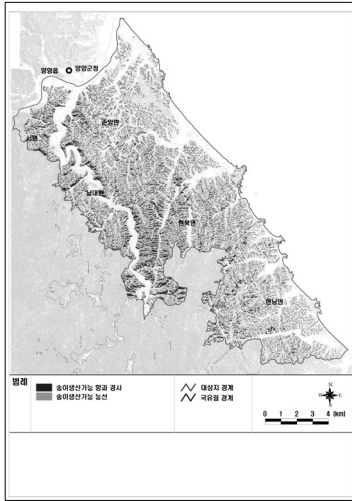 양양읍 양양군청
서면
손양면
남대천
현북면
현남면
범례
송이생산가능 향과 경사
송이생산가능 능선
대상지 경계
국유림 경계
N
W E
S
0 1 2 3 4 (km)